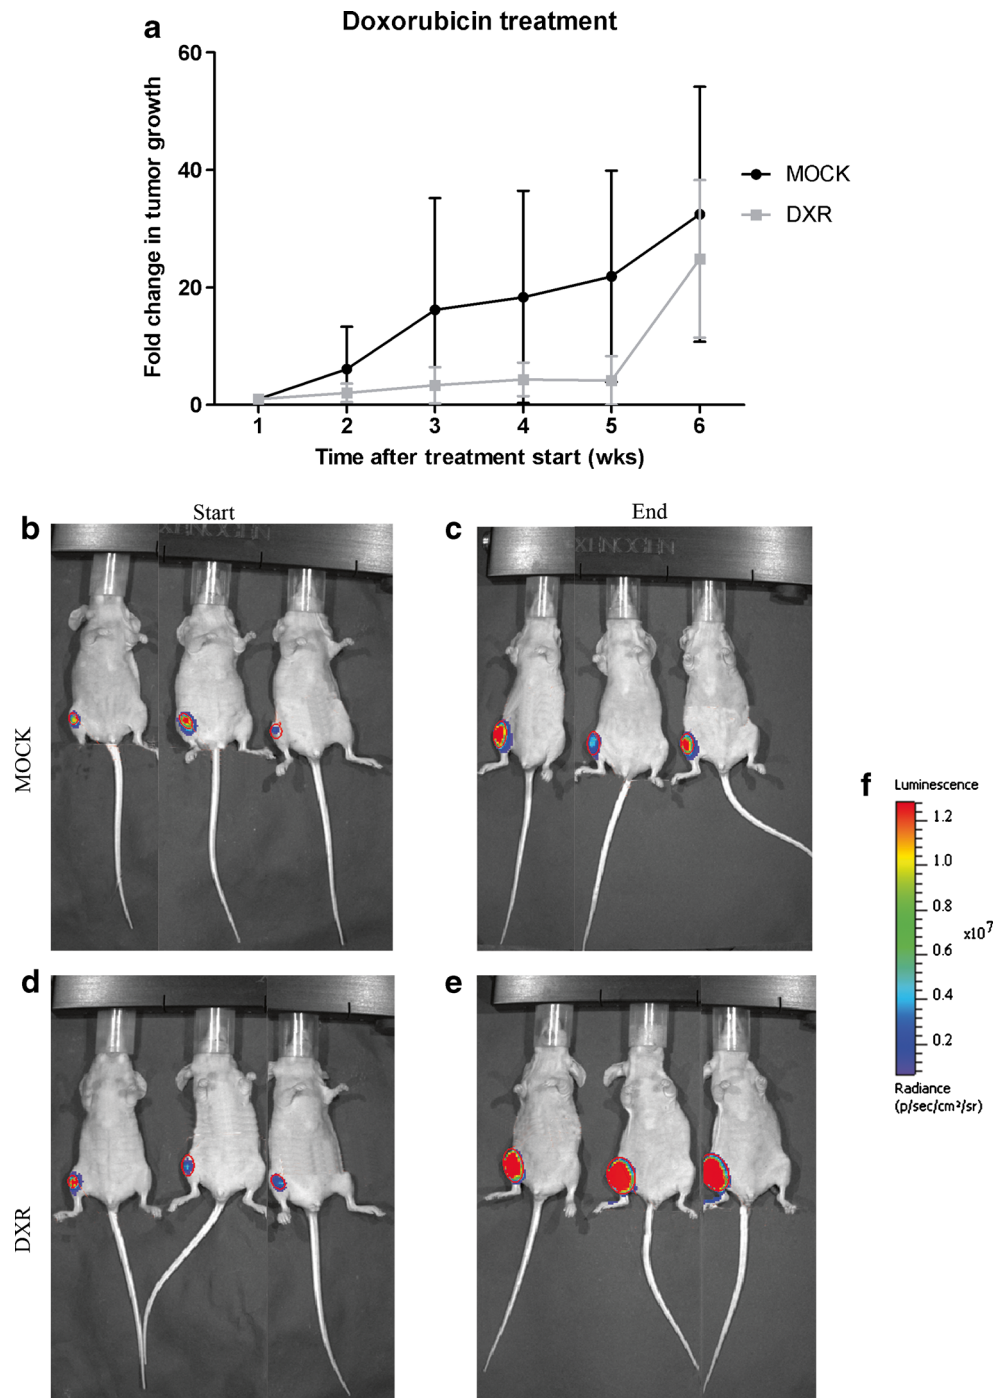 a
Doxorubicin treatment
Fold change in tumor growth
60
40
20
0
1 2 3 4 5 6
Time after treatment start (wks)
MOCK
DXR
b
Start
c
End
MOCK
d
e
DXR
f
Luminescence
1.2
1.0
0.8
0.6
0.4
0.2
x10⁷
Radiance
(p/sec/cm²/sr)